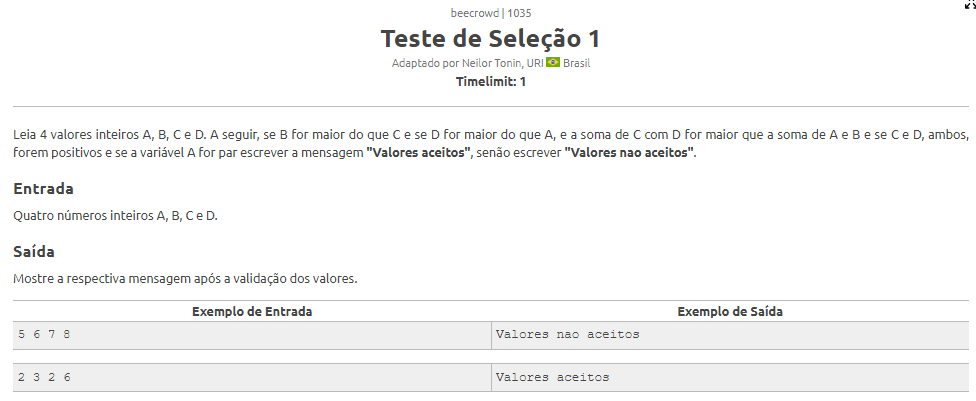 beecrowd | 1035
Teste de Seleção 1
Adaptado por Neilor Tonin, URI Brasil
Timelimit: 1
Leia 4 valores inteiros A, B, C e D. A seguir, se B for maior do que C e se D for maior do que A, e a soma de C com D for maior que a soma de A e B e se C e D, ambos,
forem positivos e se a variável A for par escrever a mensagem "Valores aceitos", senão escrever "Valores nao aceitos".
Entrada
Quatro números inteiros A, B, C e D.
Saída
Mostre a respectiva mensagem após a validação dos valores.
Exemplo de Entrada Exemplo de Saída
5 6 7 8 Valores nao aceitos
2 3 2 6 Valores aceitos